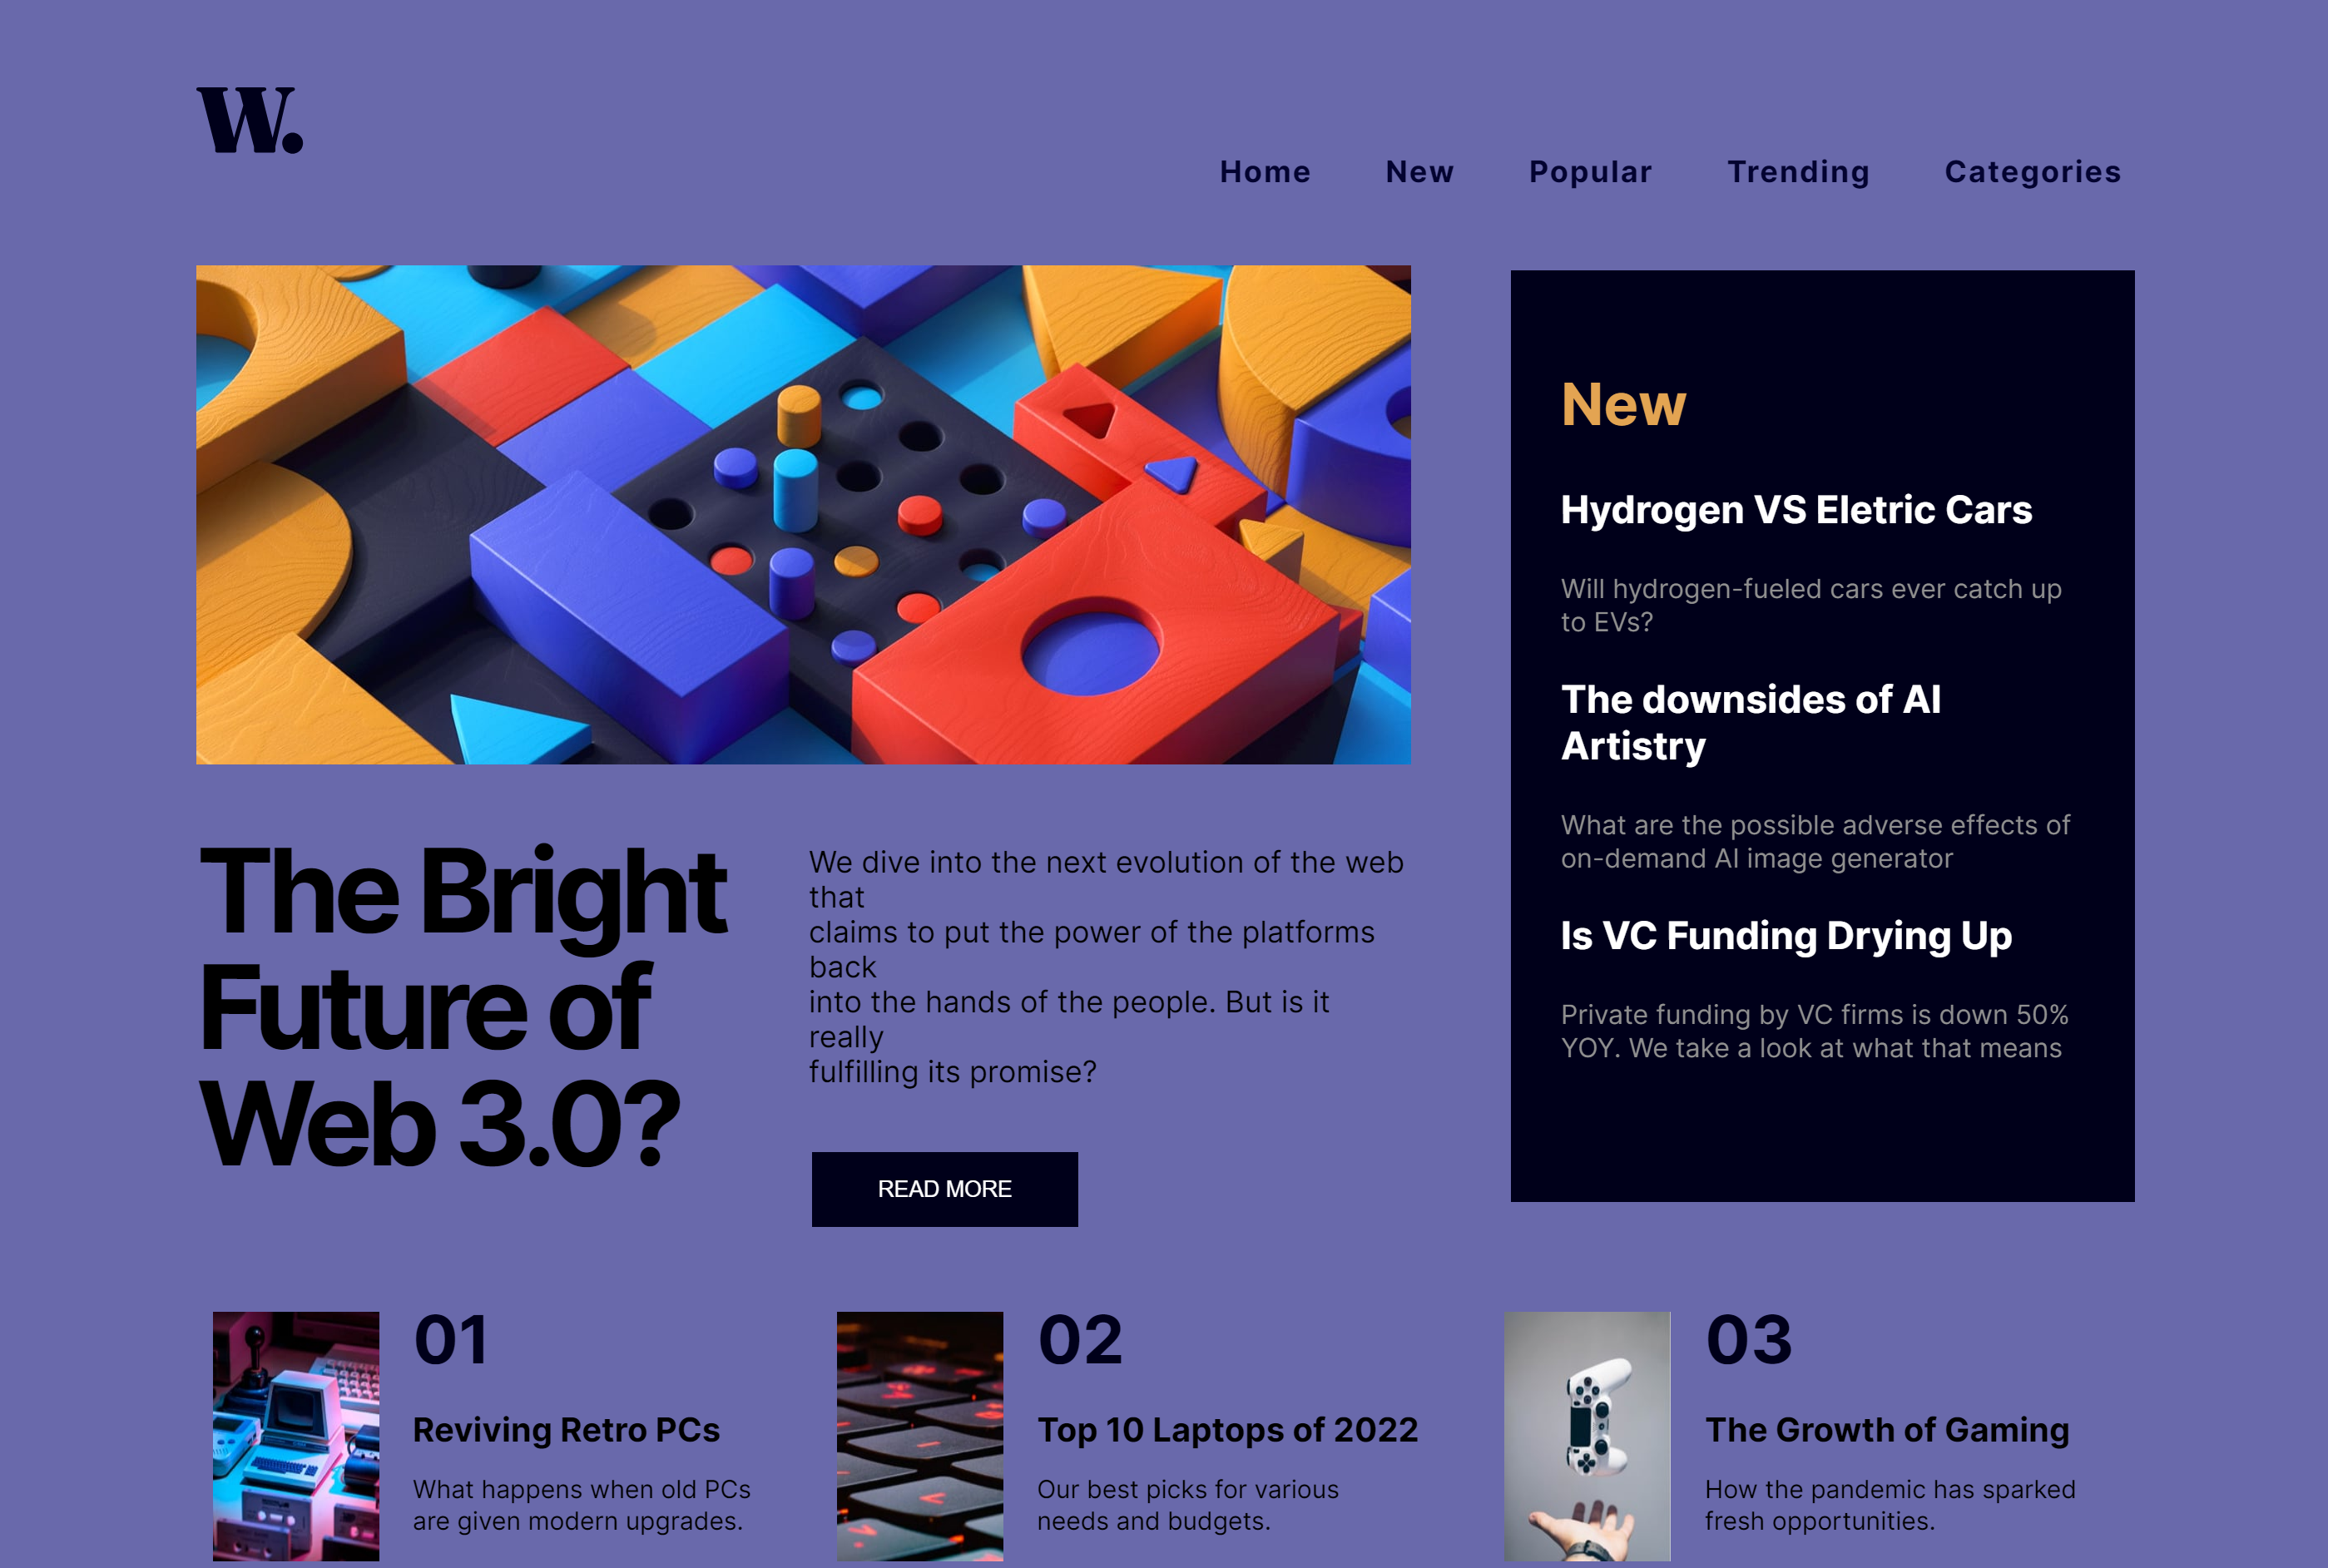 W.
Home New Popular Trending Categories
The Bright
Future of
Web 3.0?
We dive into the next evolution of the web
that
claims to put the power of the platforms
back
into the hands of the people. But is it
really
fulfilling its promise?
READ MORE
New
Hydrogen VS Eletric Cars
Will hydrogen-fueled cars ever catch up
to EVs?
The downsides of AI
Artistry
What are the possible adverse effects of
on-demand AI image generator
Is VC Funding Drying Up
Private funding by VC firms is down 50%
YOY. We take a look at what that means
01
Reviving Retro PCs
What happens when old PCs
are given modern upgrades.
02
Top 10 Laptops of 2022
Our best picks for various
needs and budgets.
03
The Growth of Gaming
How the pandemic has sparked
fresh opportunities.